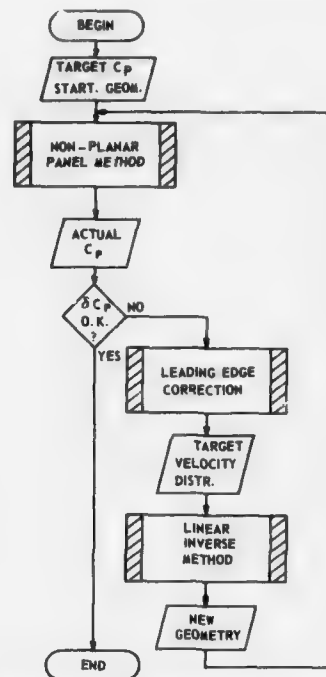 BEGIN
TARGET Cp
START. GEOM.
NON-PLANAR
PANEL METHOD
ACTUAL
Cp
δCp
O.K.
?
NO
YES
LEADING EDGE
CORRECTION
TARGET
VELOCITY
DISTR.
LINEAR
INVERSE
METHOD
NEW
GEOMETRY
END